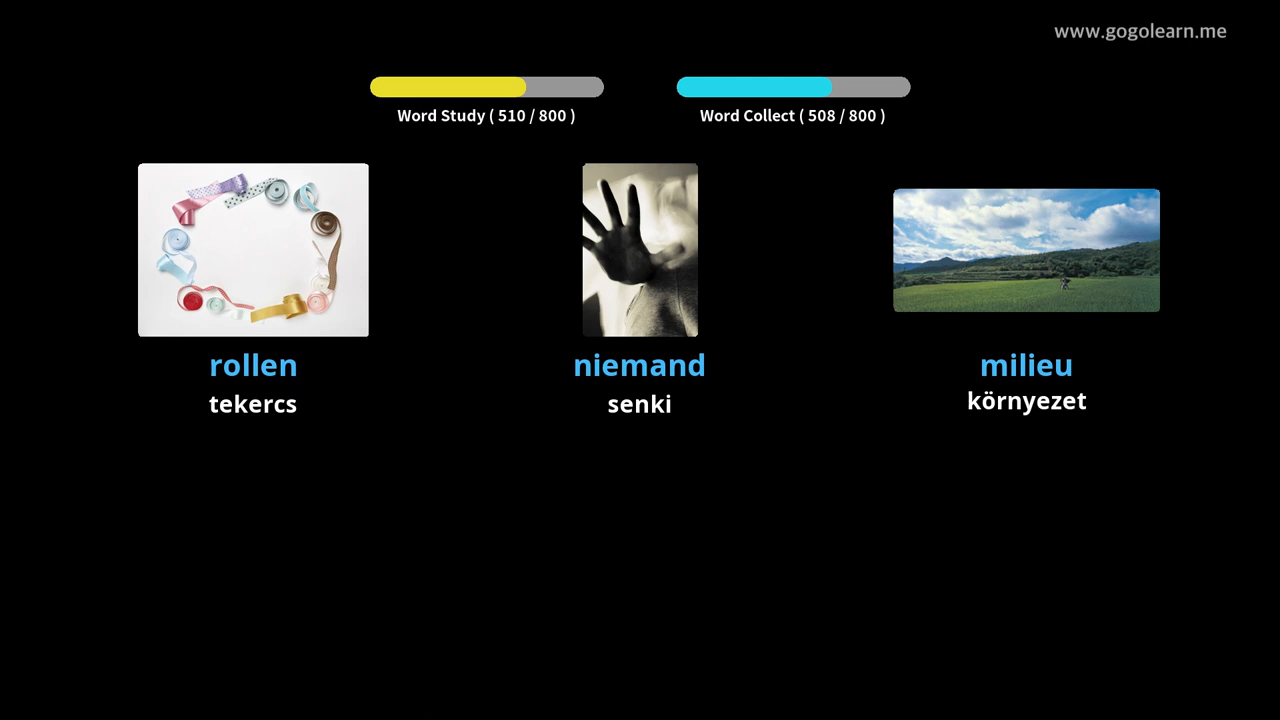 www.gogolearn.me
Word Study ( 510 / 800 )
Word Collect ( 508 / 800 )
rollen
tekercs
niemand
senki
milieu
környezet